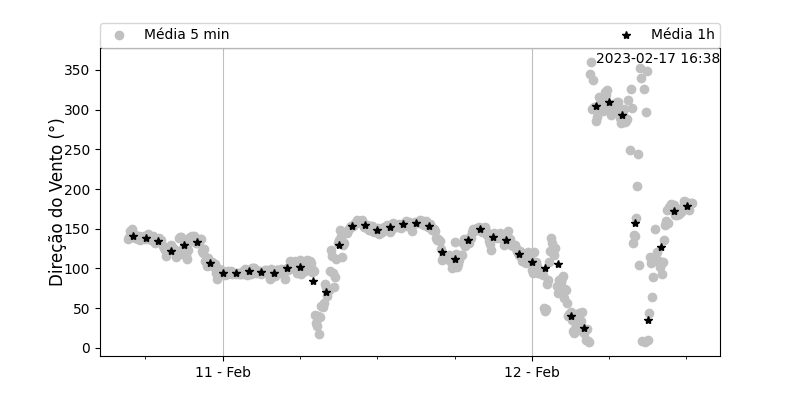 Média 5 min
Média 1h
2023-02-17 16:38
Direção do Vento (°)
350
300
250
200
150
100
50
0
11 - Feb
12 - Feb